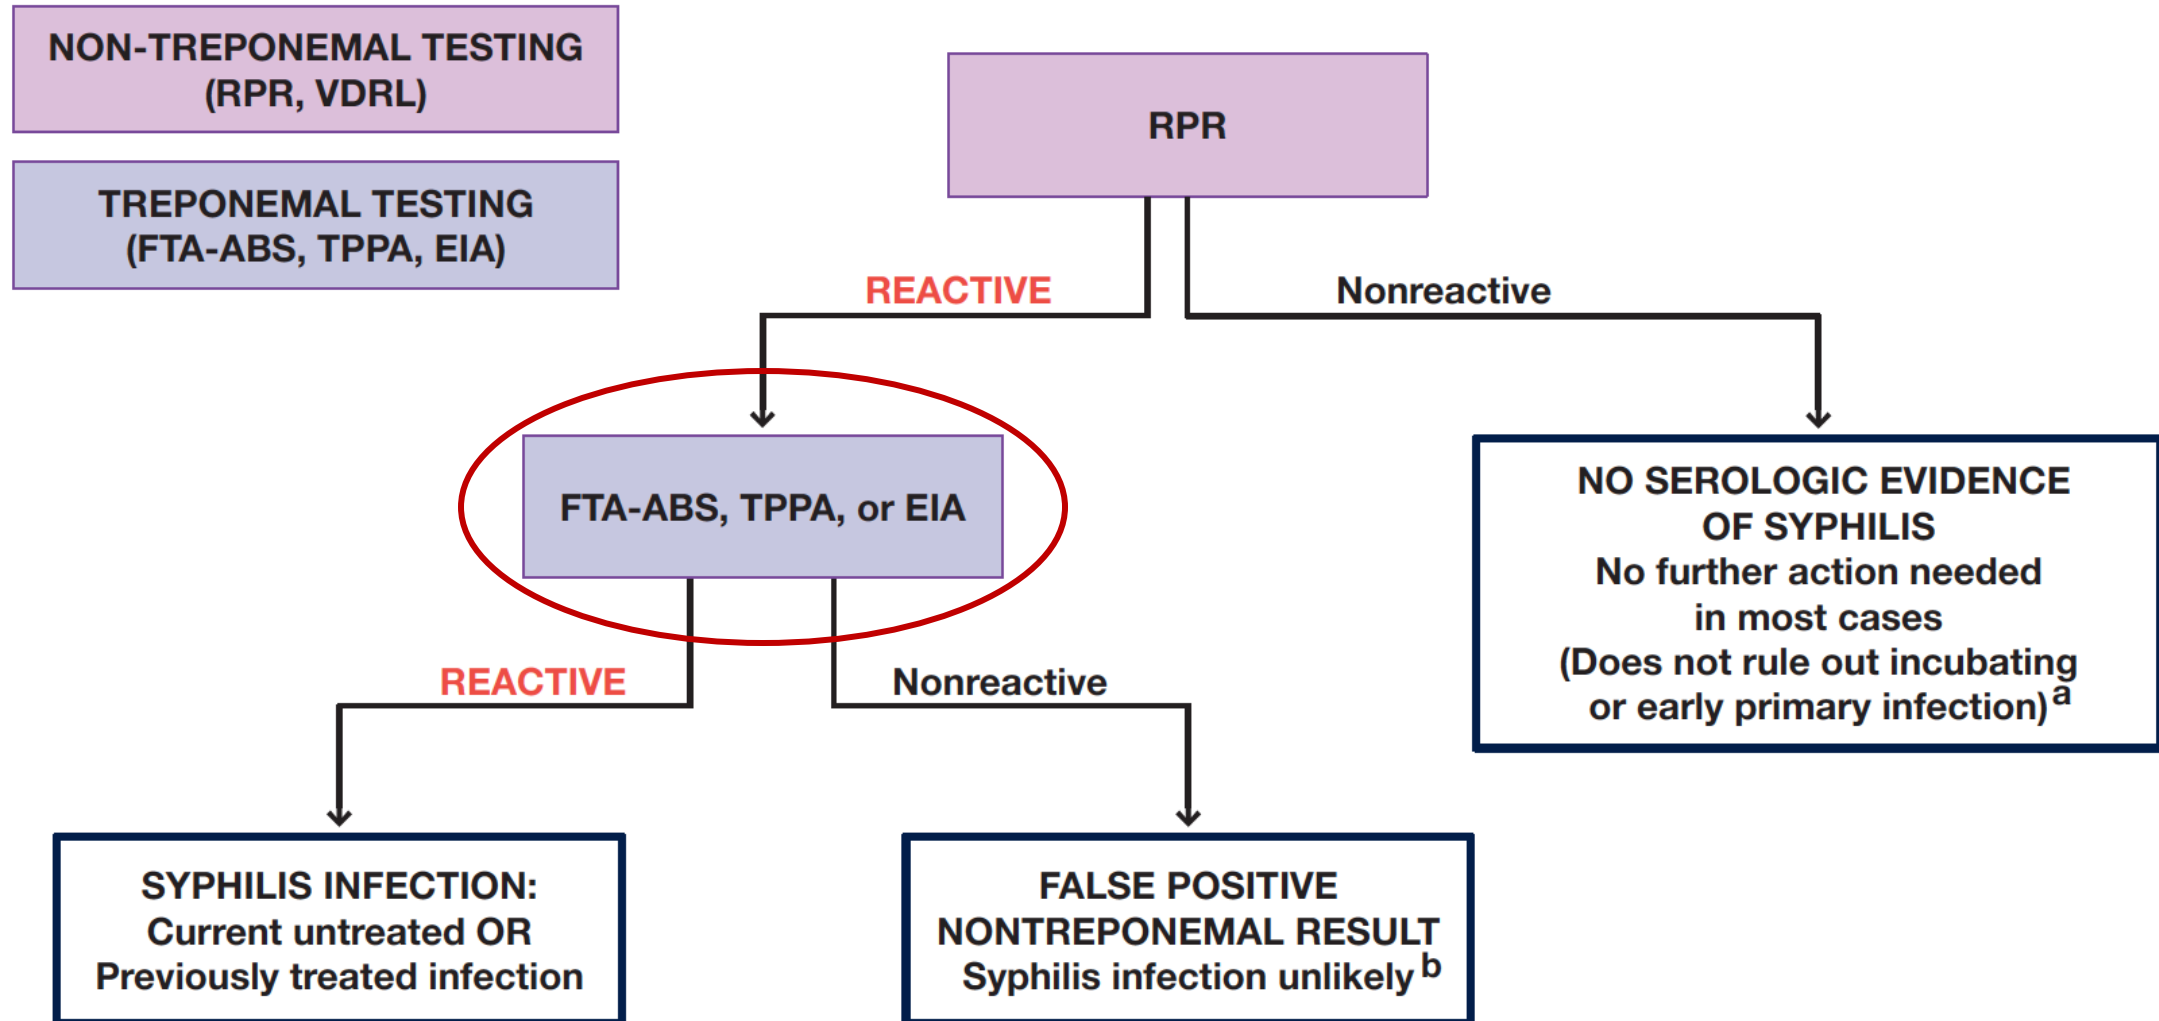 NON-TREPONEMAL TESTING
(RPR, VDRL)
TREPONEMAL TESTING
(FTA-ABS, TPPA, EIA)
RPR
REACTIVE
Nonreactive
FTA-ABS, TPPA, or EIA
NO SEROLOGIC EVIDENCE
OF SYPHILIS
No further action needed
in most cases
(Does not rule out incubating
or early primary infection) a
REACTIVE
Nonreactive
SYPHILIS INFECTION:
Current untreated OR
Previously treated infection
FALSE POSITIVE
NONTREPONEMAL RESULT
Syphilis infection unlikely b